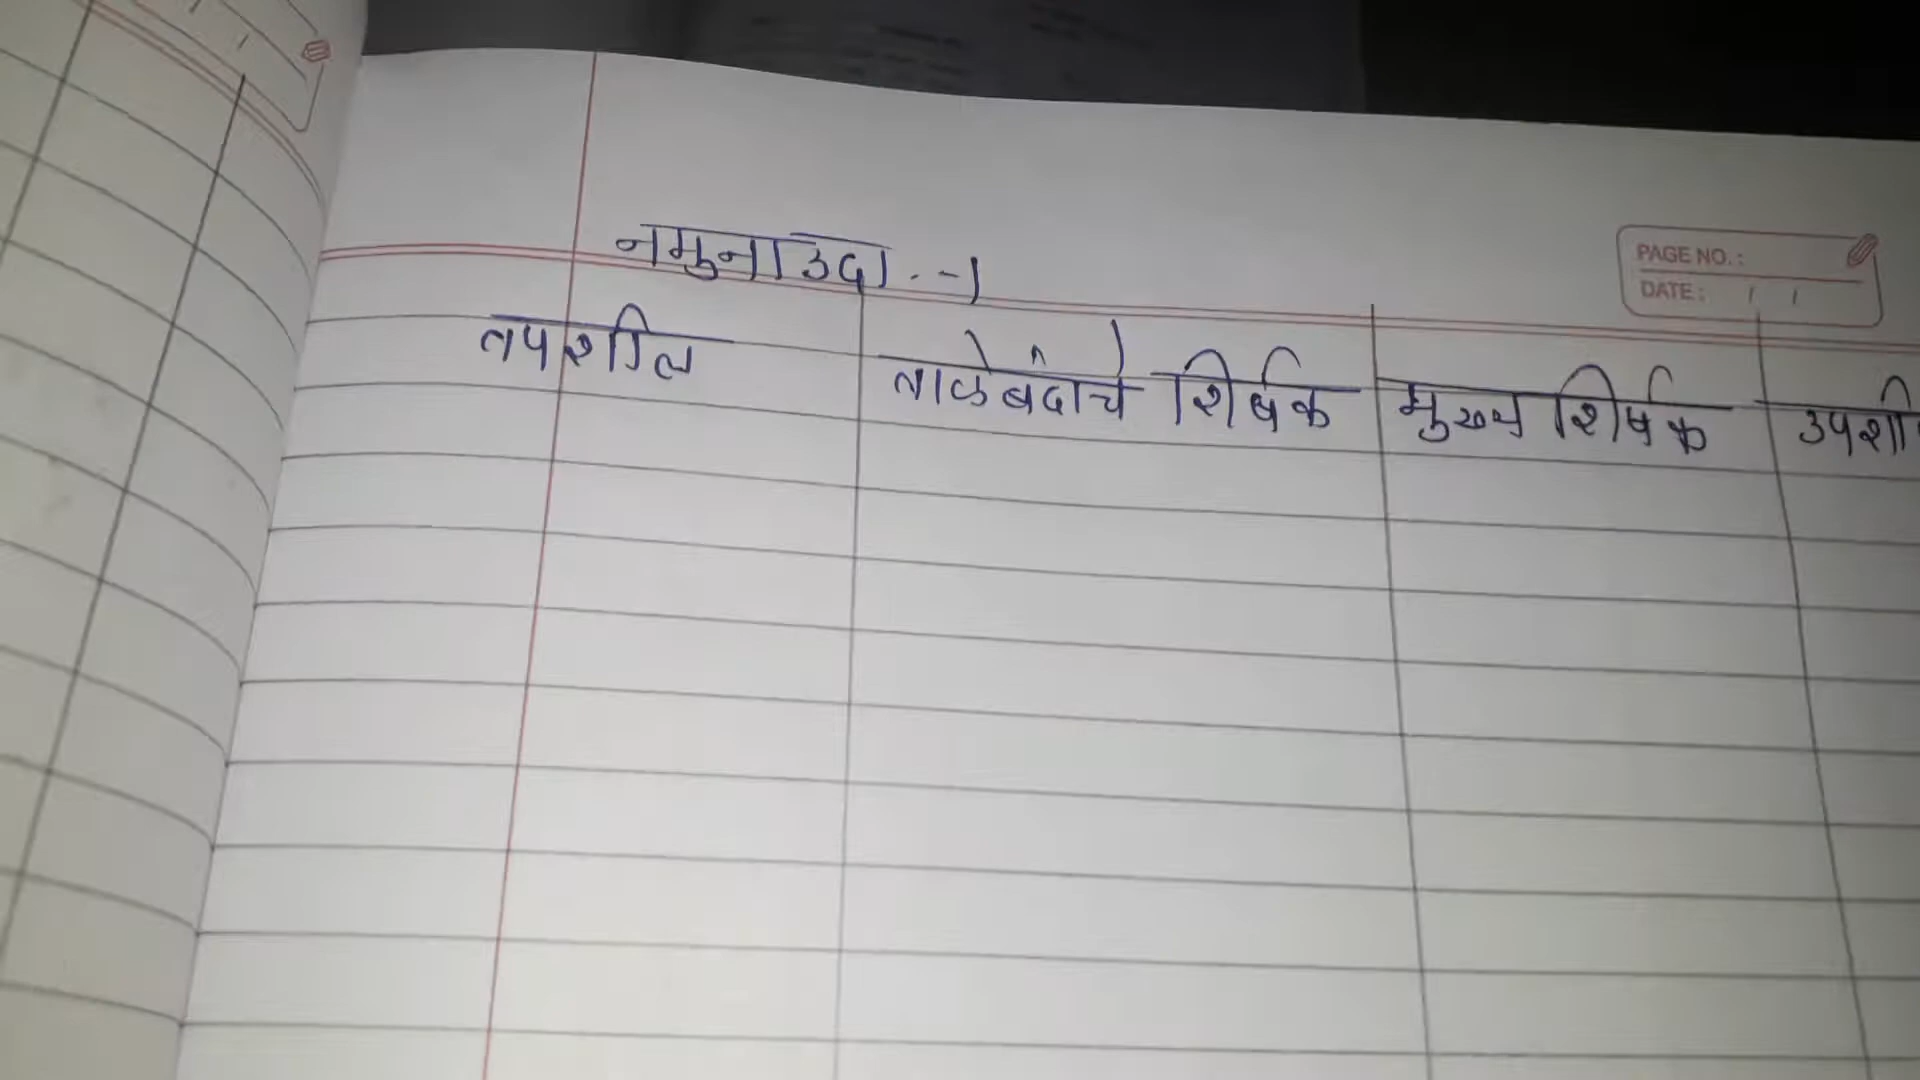 नमुना उदा. -1
PAGE NO.:
DATE: / /
तपशील ताळेबंदाचे शिर्षक मुख्य शिर्षक